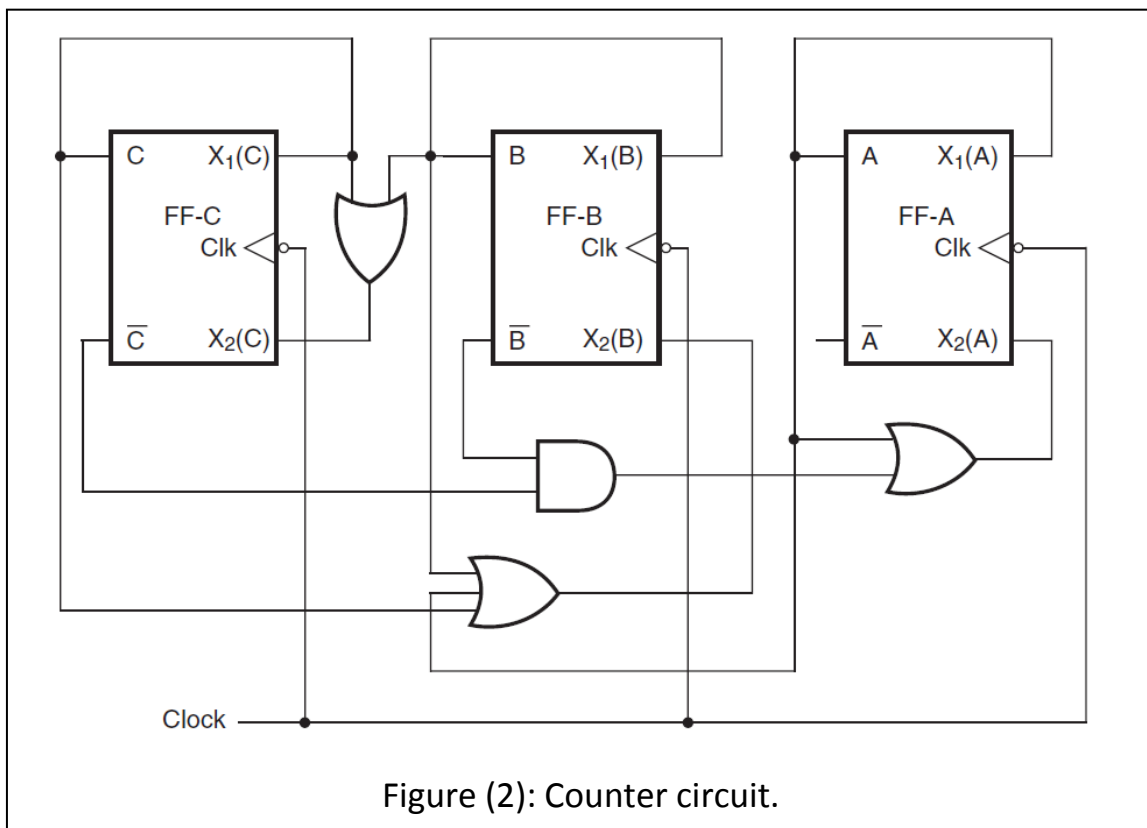 C X₁(C)
FF-C
Clk
C̅ X₂(C)
B X₁(B)
FF-B
Clk
B̅ X₂(B)
A X₁(A)
FF-A
Clk
A̅ X₂(A)
Clock
Figure (2): Counter circuit.